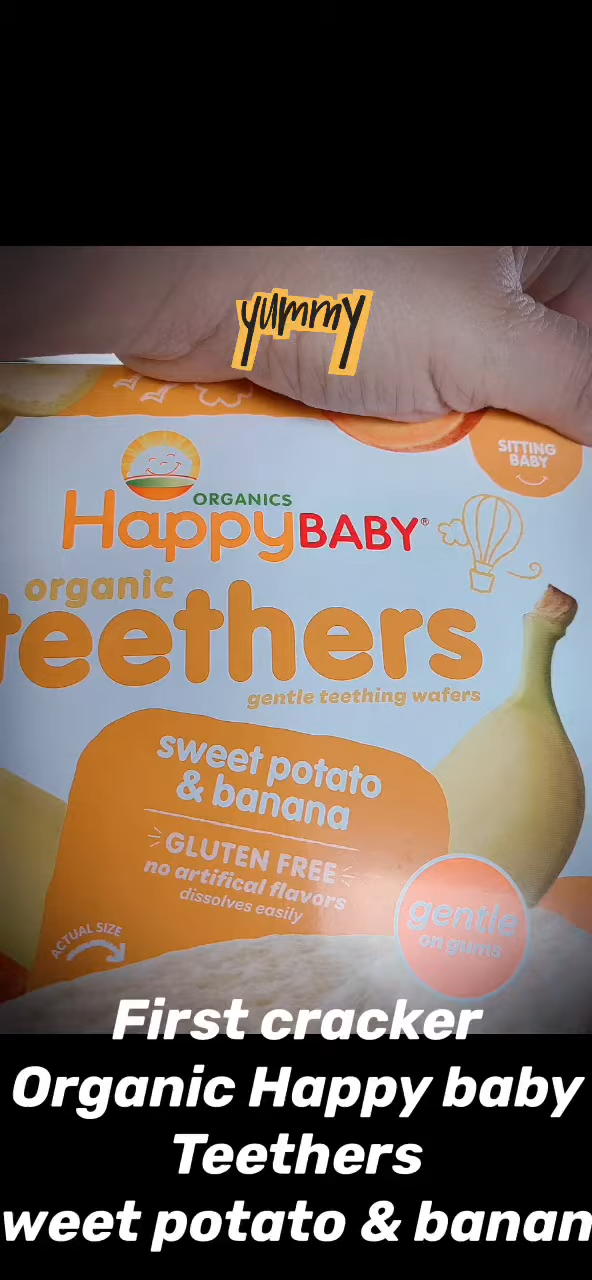 yummy
SITTING
BABY
ORGANICS
HappyBABY®
organic
teethers
gentle teething wafers
sweet potato
& banana
GLUTEN FREE
no artifical flavors
dissolves easily
gentle
on gums
ACTUAL SIZE
First cracker
Organic Happy baby
Teethers
weet potato & banan